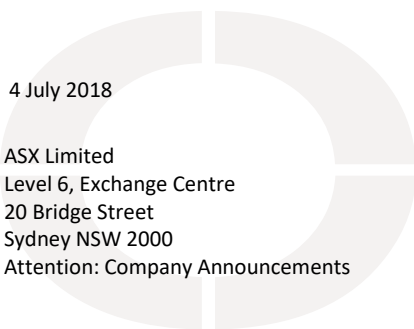 4 July 2018
ASX Limited
Level 6, Exchange Centre
20 Bridge Street
Sydney NSW 2000
Attention: Company Announcements